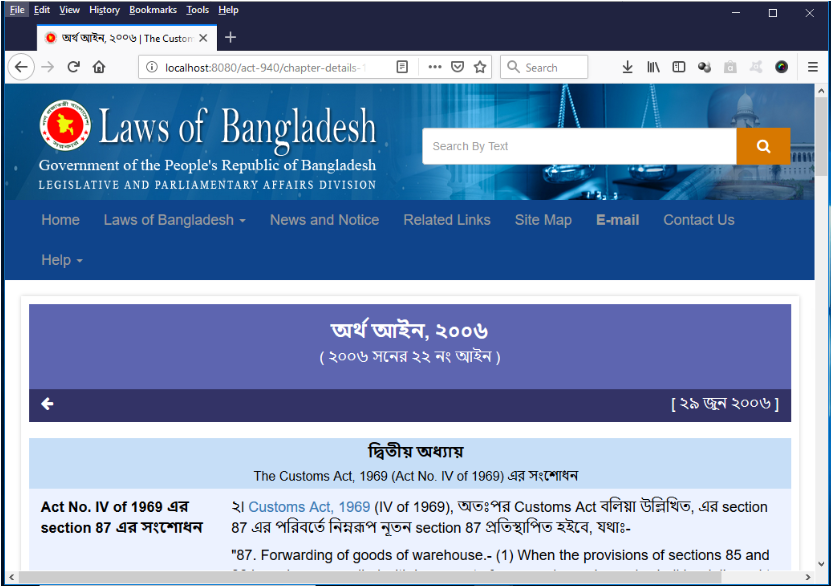 File Edit View History Bookmarks Tools Help
অর্থ আইন, ২০০৬ | The Custom
localhost:8080/act-940/chapter-details-1
Search
Laws of Bangladesh
Government of the People's Republic of Bangladesh
LEGISLATIVE AND PARLIAMENTARY AFFAIRS DIVISION
Search By Text
Home Laws of Bangladesh News and Notice Related Links Site Map E-mail Contact Us
Help
অর্থ আইন, ২০০৬
( ২০০৬ সনের ২২ নং আইন )
[ ২৯ জুন ২০০৬ ]
দ্বিতীয় অধ্যায়
The Customs Act, 1969 (Act No. IV of 1969) এর সংশোধন
Act No. IV of 1969 এর
section 87 এর সংশোধন
২। Customs Act, 1969 (IV of 1969), অতঃপর Customs Act বলিয়া উল্লিখিত, এর section
87 এর পরিবর্তে নিম্নরূপ নূতন section 87 প্রতিস্থাপিত হইবে, যথাঃ-
"87. Forwarding of goods of warehouse.- (1) When the provisions of sections 85 and